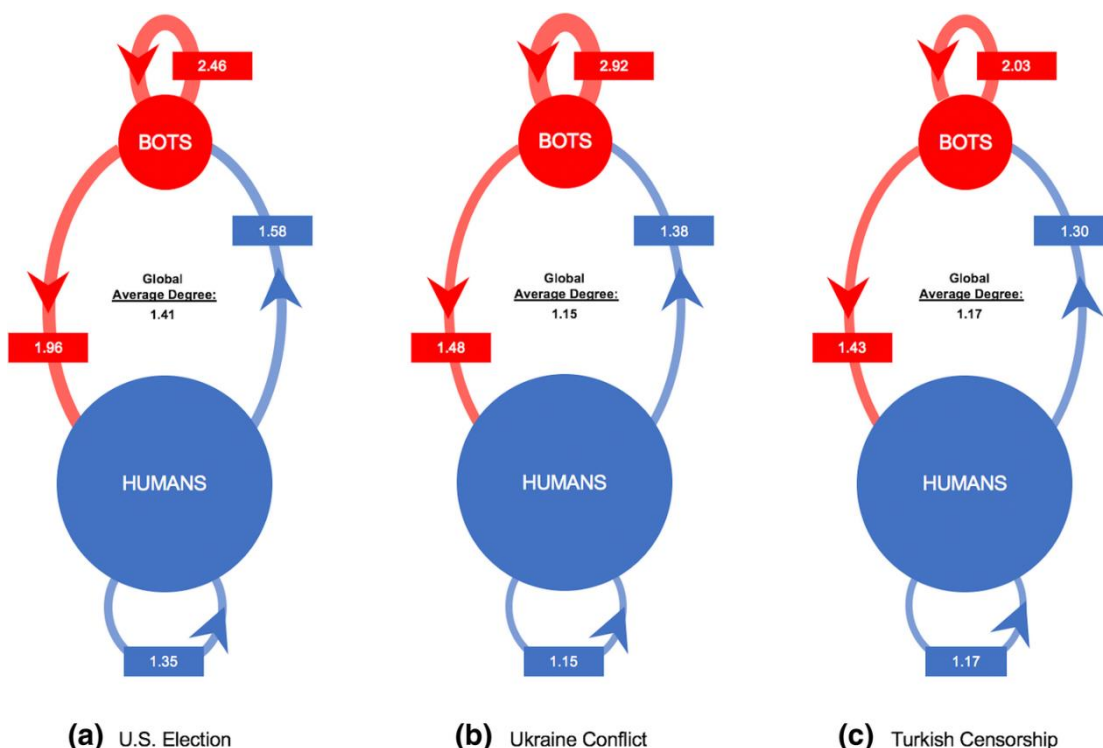 2.46
BOTS
1.58
Global
Average Degree:
1.41
1.96
HUMANS
1.35
(a) U.S. Election
2.92
BOTS
1.38
Global
Average Degree:
1.15
1.48
HUMANS
1.15
(b) Ukraine Conflict
2.03
BOTS
1.30
Global
Average Degree:
1.17
1.43
HUMANS
1.17
(c) Turkish Censorship